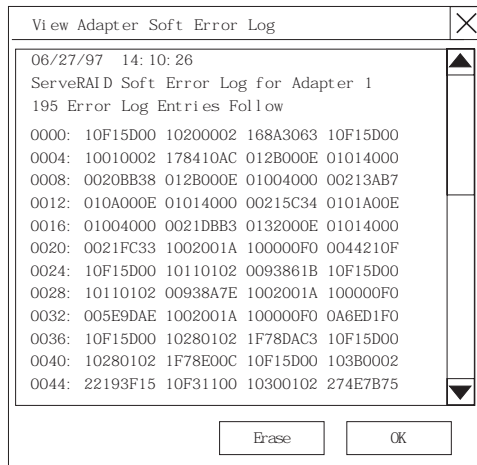 View Adapter Soft Error Log
06/27/97 14:10:26
ServeRAID Soft Error Log for Adapter 1
195 Error Log Entries Follow
0000: 10F15D00 10200002 168A3063 10F15D00
0004: 10010002 178410AC 012B000E 01014000
0008: 0020BB38 012B000E 01004000 00213AB7
0012: 010A000E 01014000 00215C34 0101A00E
0016: 01004000 0021DBB3 0132000E 01014000
0020: 0021FC33 1002001A 100000F0 0044210F
0024: 10F15D00 10110102 0093861B 10F15D00
0028: 10110102 00938A7E 1002001A 100000F0
0032: 005E9DAE 1002001A 100000F0 0A6ED1F0
0036: 10F15D00 10280102 1F78DAC3 10F15D00
0040: 10280102 1F78E00C 10F15D00 103B0002
0044: 22193F15 10F31100 10300102 274E7B75
Erase OK